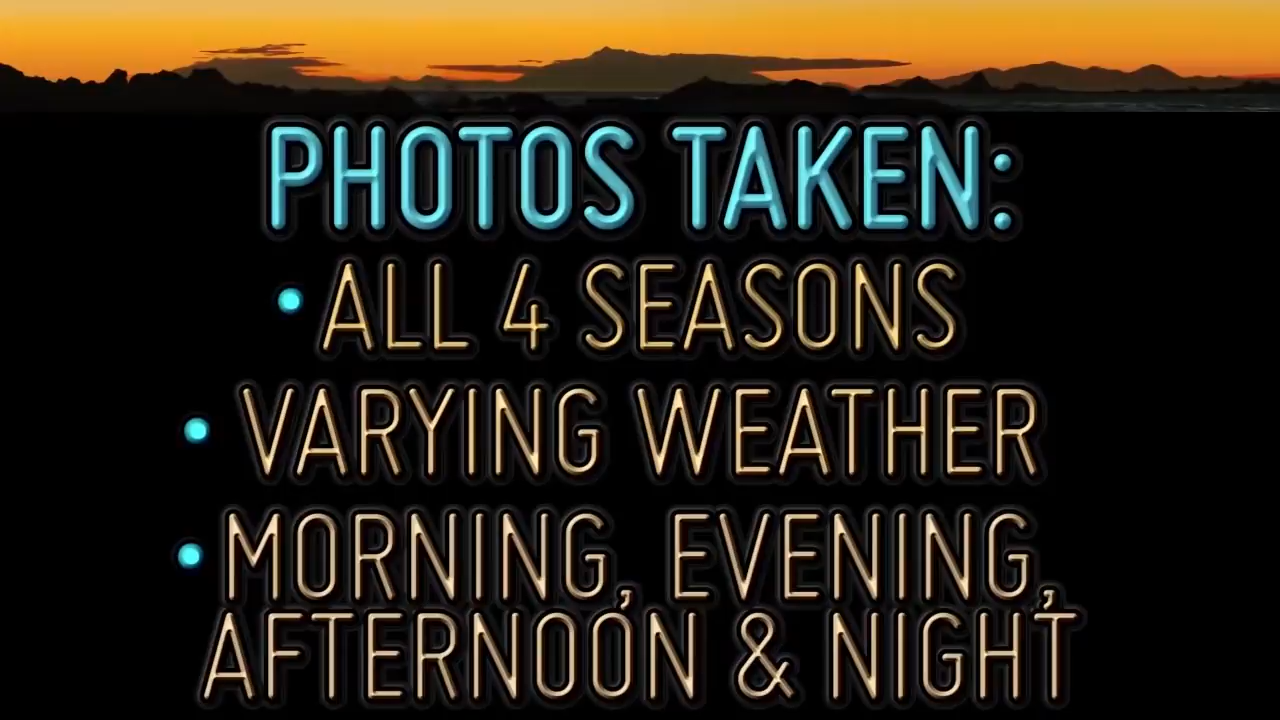 PHOTOS TAKEN:
• ALL 4 SEASONS
• VARYING WEATHER
• MORNING, EVENING,
AFTERNOON & NIGHT